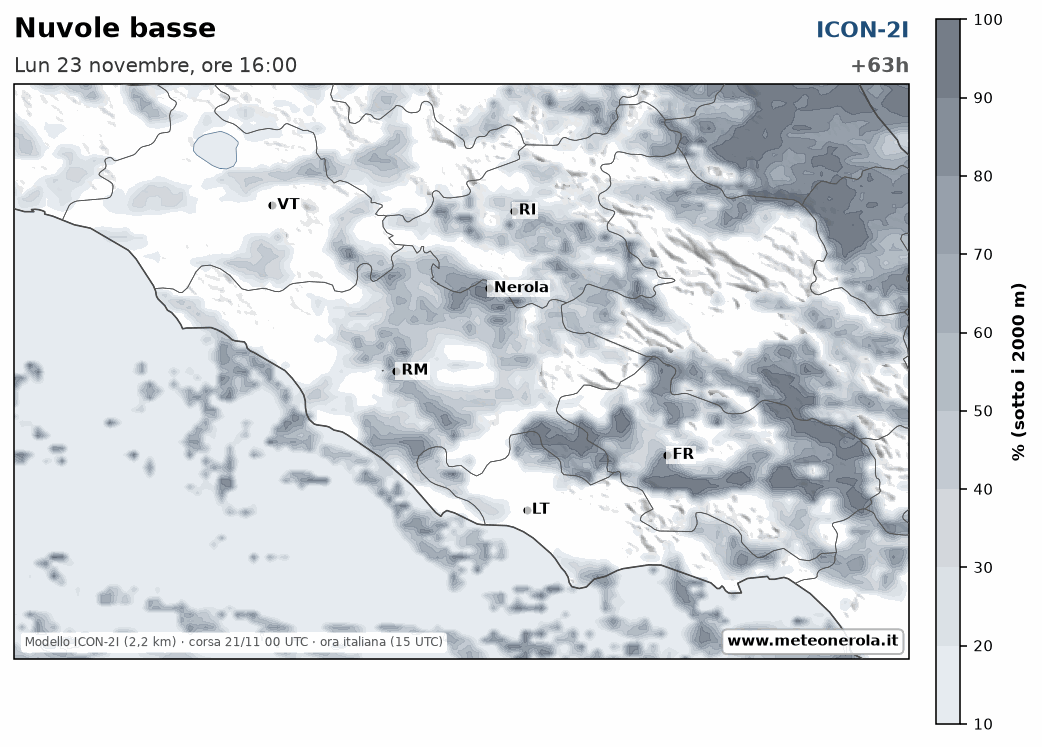 Nuvole basse
ICON-2I
Lun 23 novembre, ore 16:00
+63h
VT
RI
Nerola
RM
FR
LT
Modello ICON-2I (2,2 km) · corsa 21/11 00 UTC · ora italiana (15 UTC)
www.meteonerola.it
100
90
80
70
60
50
40
30
20
10
% (sotto i 2000 m)